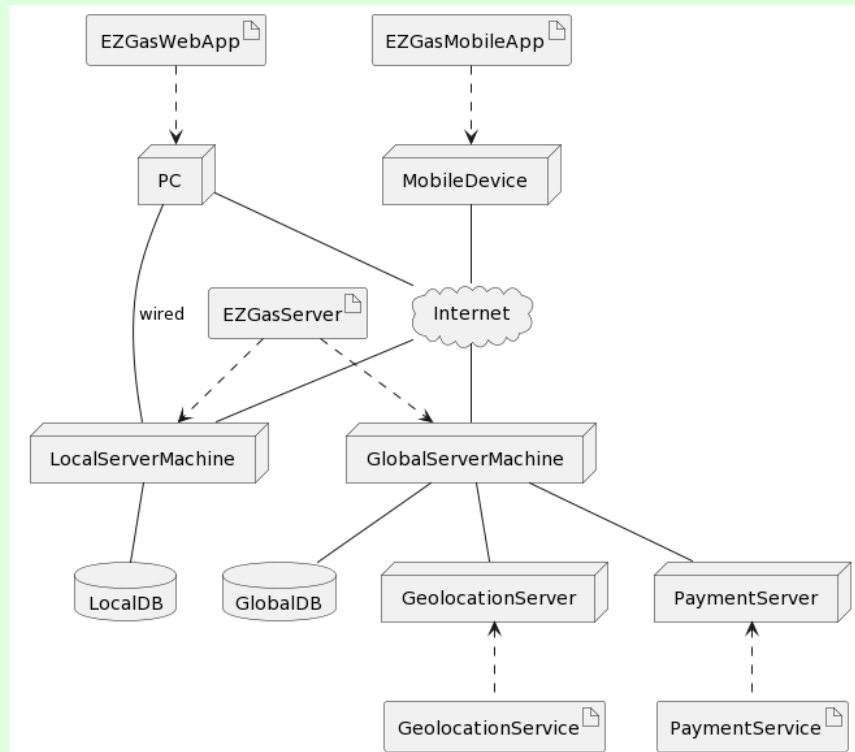 EZGasWebApp
EZGasMobileApp
PC
MobileDevice
wired
EZGasServer
Internet
LocalServerMachine
GlobalServerMachine
LocalDB
GlobalDB
GeolocationServer
PaymentServer
GeolocationService
PaymentService